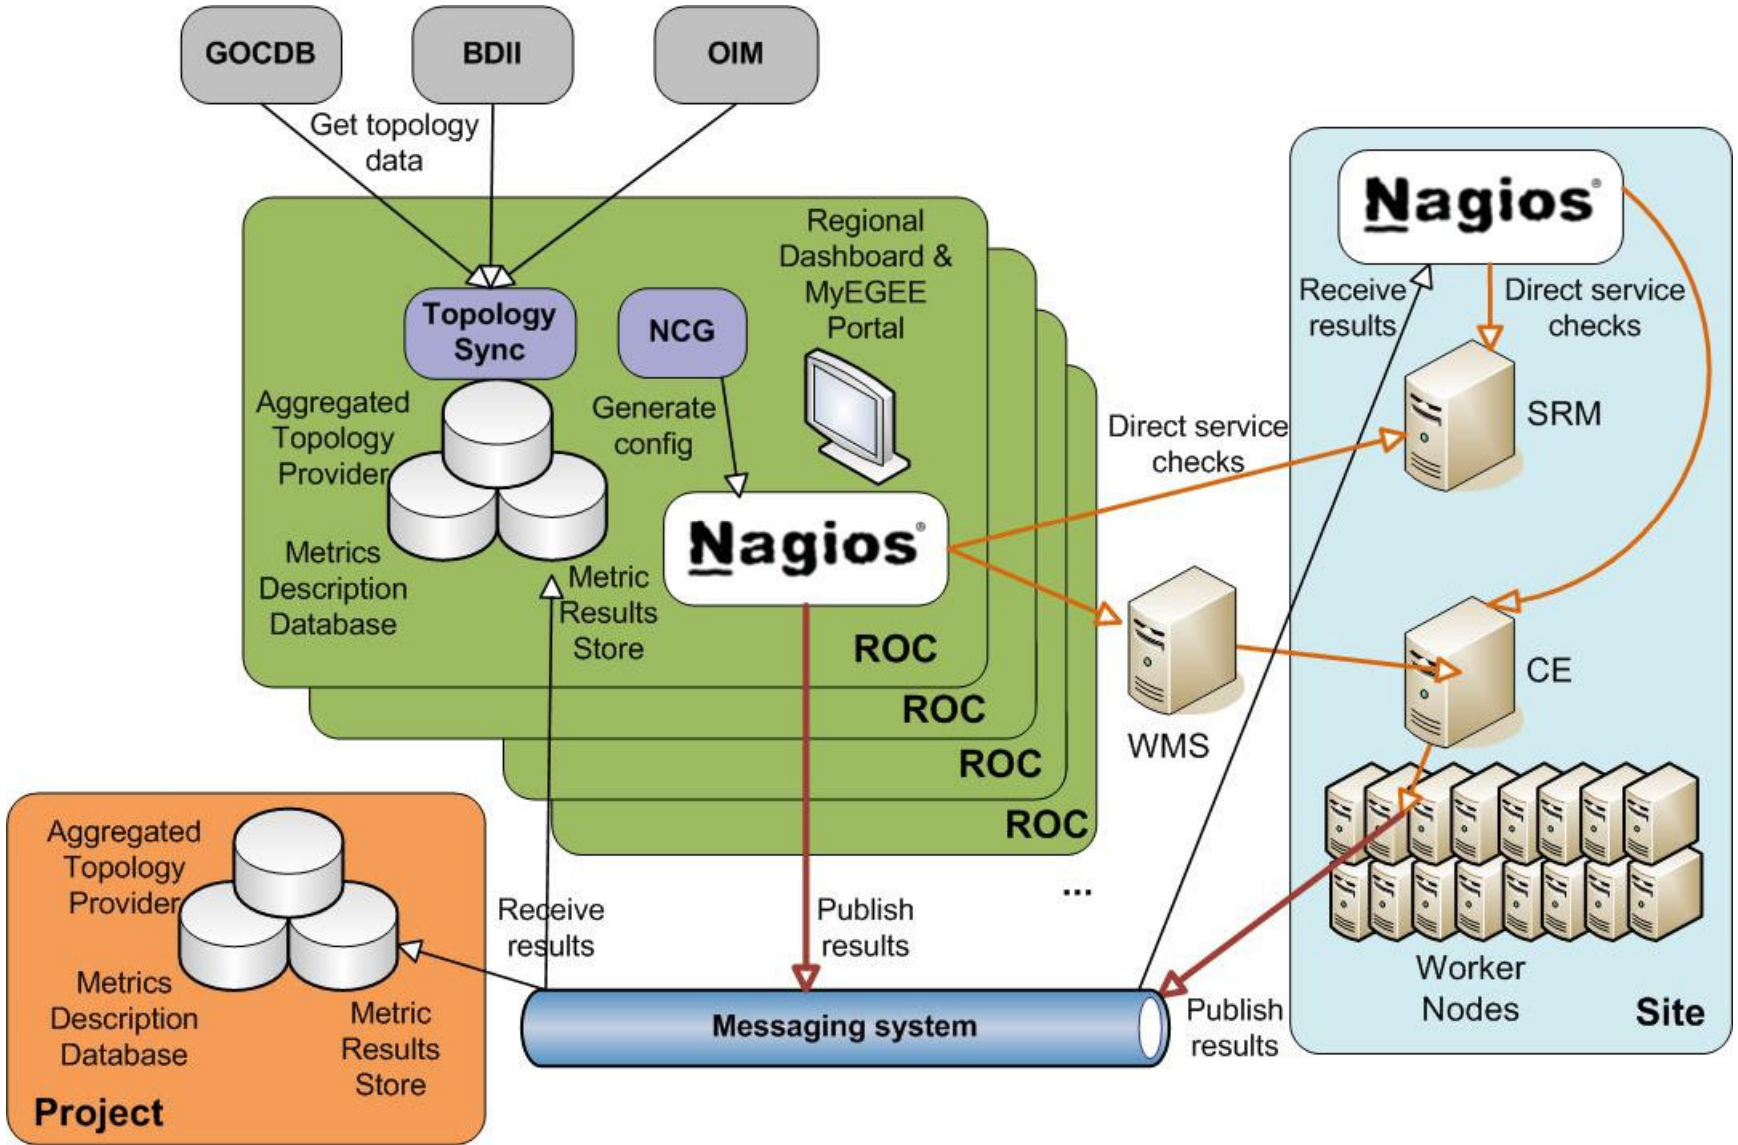 GOCDB
BDII
OIM
Get topology
data
Regional
Dashboard &
MyEGEE
Portal
Topology
Sync
NCG
Aggregated
Topology
Provider
Generate
config
Metrics
Description
Database
Metric
Results
Store
Nagios®
ROC
ROC
ROC
ROC
...
Direct service
checks
WMS
Nagios®
Receive
results
Direct service
checks
SRM
CE
Worker
Nodes
Site
Aggregated
Topology
Provider
Metrics
Description
Database
Metric
Results
Store
Project
Receive
results
Publish
results
Messaging system
Publish
results